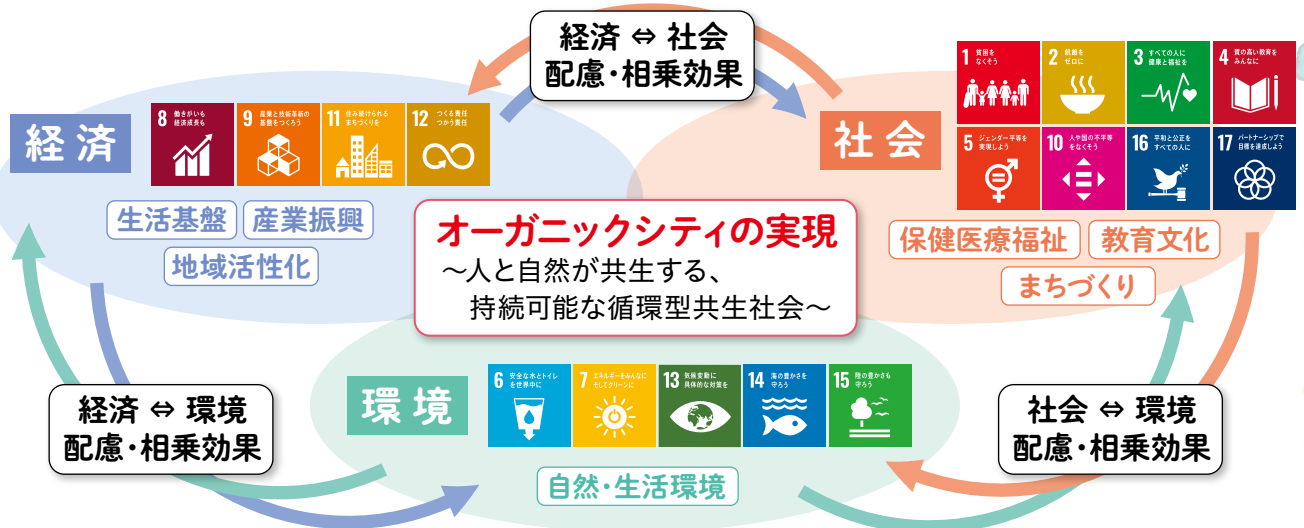 経済 ⇔ 社会
配慮・相乗効果
経済
8 働きがいも
経済成長も
9 産業と技術革新の
基盤をつくろう
11 住み続けられる
まちづくりを
12 つくる責任
つかう責任
生活基盤
産業振興
地域活性化
社会
1 貧困を
なくそう
2 飢餓を
ゼロに
3 すべての人に
健康と福祉を
4 質の高い教育を
みんなに
5 ジェンダー平等を
実現しよう
10 人や国の不平等
をなくそう
16 平和と公正を
すべての人に
17 パートナーシップで
目標を達成しよう
保健医療福祉
教育文化
まちづくり
オーガニックシティの実現
～人と自然が共生する、
持続可能な循環型共生社会～
環境
6 安全な水とトイレ
を世界中に
7 エネルギーをみんなに
そしてクリーンに
13 気候変動に
具体的な対策を
14 海の豊かさを
守ろう
15 陸の豊かさも
守ろう
自然・生活環境
経済 ⇔ 環境
配慮・相乗効果
社会 ⇔ 環境
配慮・相乗効果